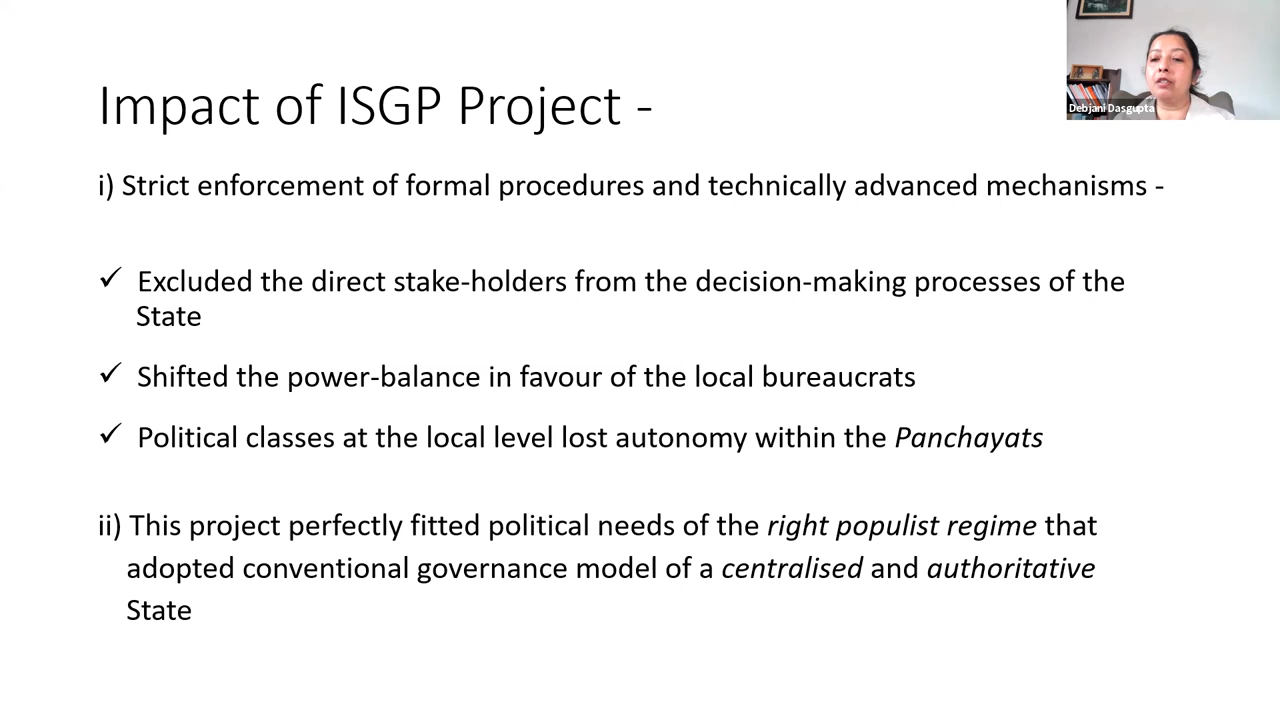 Impact of ISGP Project -
Debjani Dasgupta
i) Strict enforcement of formal procedures and technically advanced mechanisms -
✓ Excluded the direct stake-holders from the decision-making processes of the
State
✓ Shifted the power-balance in favour of the local bureaucrats
✓ Political classes at the local level lost autonomy within the Panchayats
ii) This project perfectly fitted political needs of the right populist regime that
adopted conventional governance model of a centralised and authoritative
State